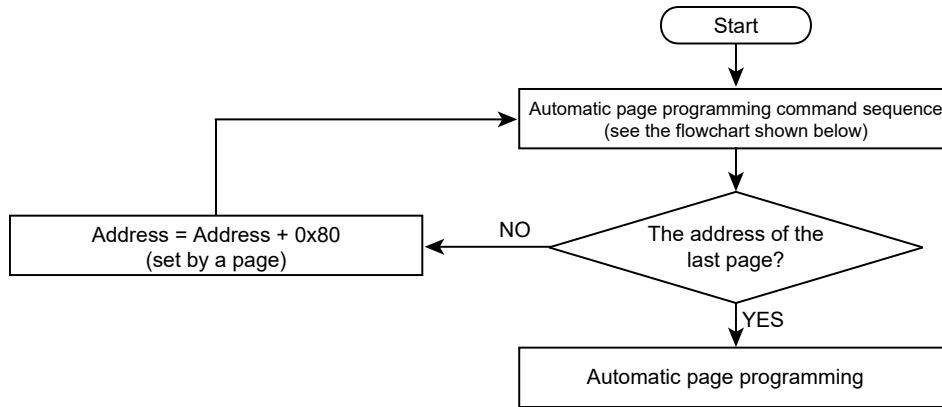 Start
Automatic page programming command sequence
(see the flowchart shown below)
The address of the
last page?
NO
Address = Address + 0x80
(set by a page)
YES
Automatic page programming